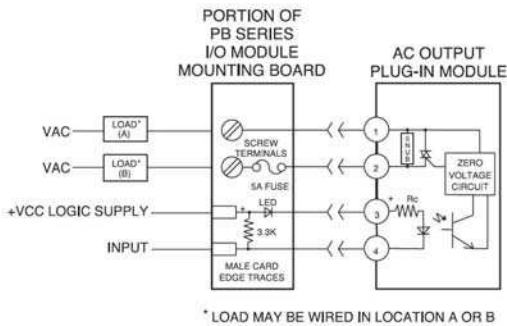 PORTION OF
PB SERIES
I/O MODULE
MOUNTING BOARD
AC OUTPUT
PLUG-IN MODULE
VAC
LOAD*
(A)
SCREW
TERMINALS
1
SNUB
VAC
LOAD*
(B)
5A FUSE
2
ZERO
VOLTAGE
CIRCUIT
+VCC LOGIC SUPPLY
+
LED
3
+
Rc
3.3K
INPUT
4
MALE CARD
EDGE TRACES
* LOAD MAY BE WIRED IN LOCATION A OR B